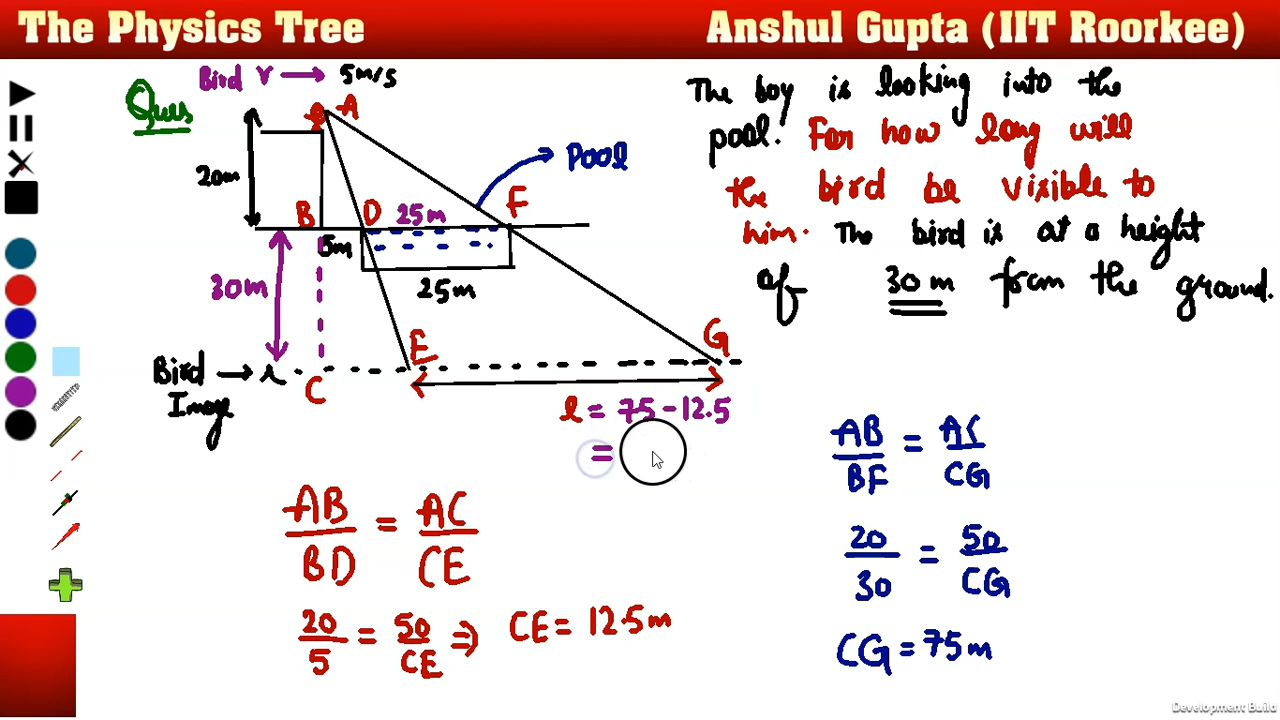 The Physics Tree
Anshul Gupta (IIT Roorkee)
Bird V → 5m/s
Ques
A
20m
Pool
B
D
25m
F
5m
30m
25m
E
G
Bird → 
Image
C
l = 75 - 12.5
=
The boy is looking into the
pool. For how long will
the bird be visible to
him. The bird is at a height
of 30m from the ground.
AB/BD = AC/CE
20/5 = 50/CE ⇒ CE = 12.5m
AB/BF = AC/CG
20/30 = 50/CG
CG = 75m
Development Build